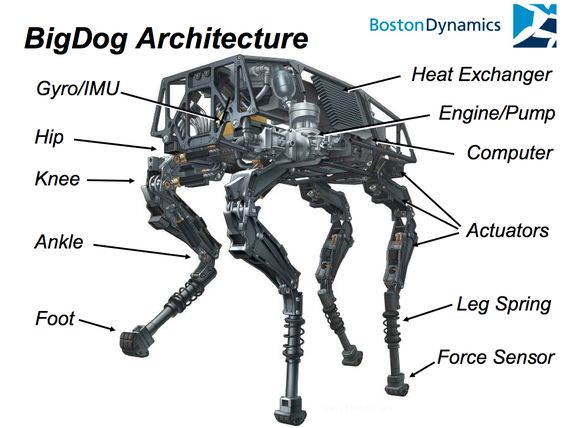 BigDog Architecture
BostonDynamics
Gyro/IMU
Hip
Knee
Ankle
Foot
Heat Exchanger
Engine/Pump
Computer
Actuators
Leg Spring
Force Sensor